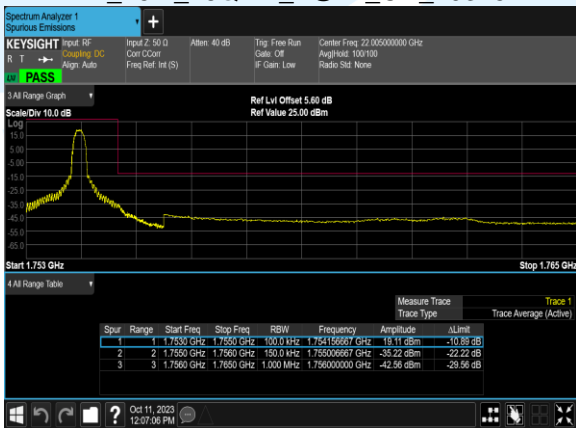 Spectrum Analyzer 1
Spurious Emissions
KEYSIGHT Input: RF Input Z: 50 Ω Atten: 40 dB Trig: Free Run Center Freq: 22.005000000 GHz
R T Coupling: DC Corr CCorr Gate: Off Avg|Hold: 100/100
Align: Auto Freq Ref: Int (S) IF Gain: Low Radio Std: None
PASS
3 All Range Graph
Ref Lvl Offset 5.60 dB
Scale/Div 10.0 dB Ref Value 25.00 dBm
Log
15.0
5.00
-5.00
-15.0
-25.0
-35.0
-45.0
-55.0
-65.0
Start 1.753 GHz Stop 1.765 GHz
4 All Range Table
Measure Trace Trace 1
Trace Type Trace Average (Active)
Spur Range Start Freq Stop Freq RBW Frequency Amplitude ΔLimit
1 1 1.7530 GHz 1.7550 GHz 100.0 kHz 1.754156667 GHz 19.11 dBm -10.89 dB
2 2 1.7550 GHz 1.7560 GHz 150.0 kHz 1.755006667 GHz -35.22 dBm -22.22 dB
3 3 1.7560 GHz 1.7650 GHz 1.000 MHz 1.756000000 GHz -42.56 dBm -29.56 dB
Oct 11, 2023
12:07:06 PM